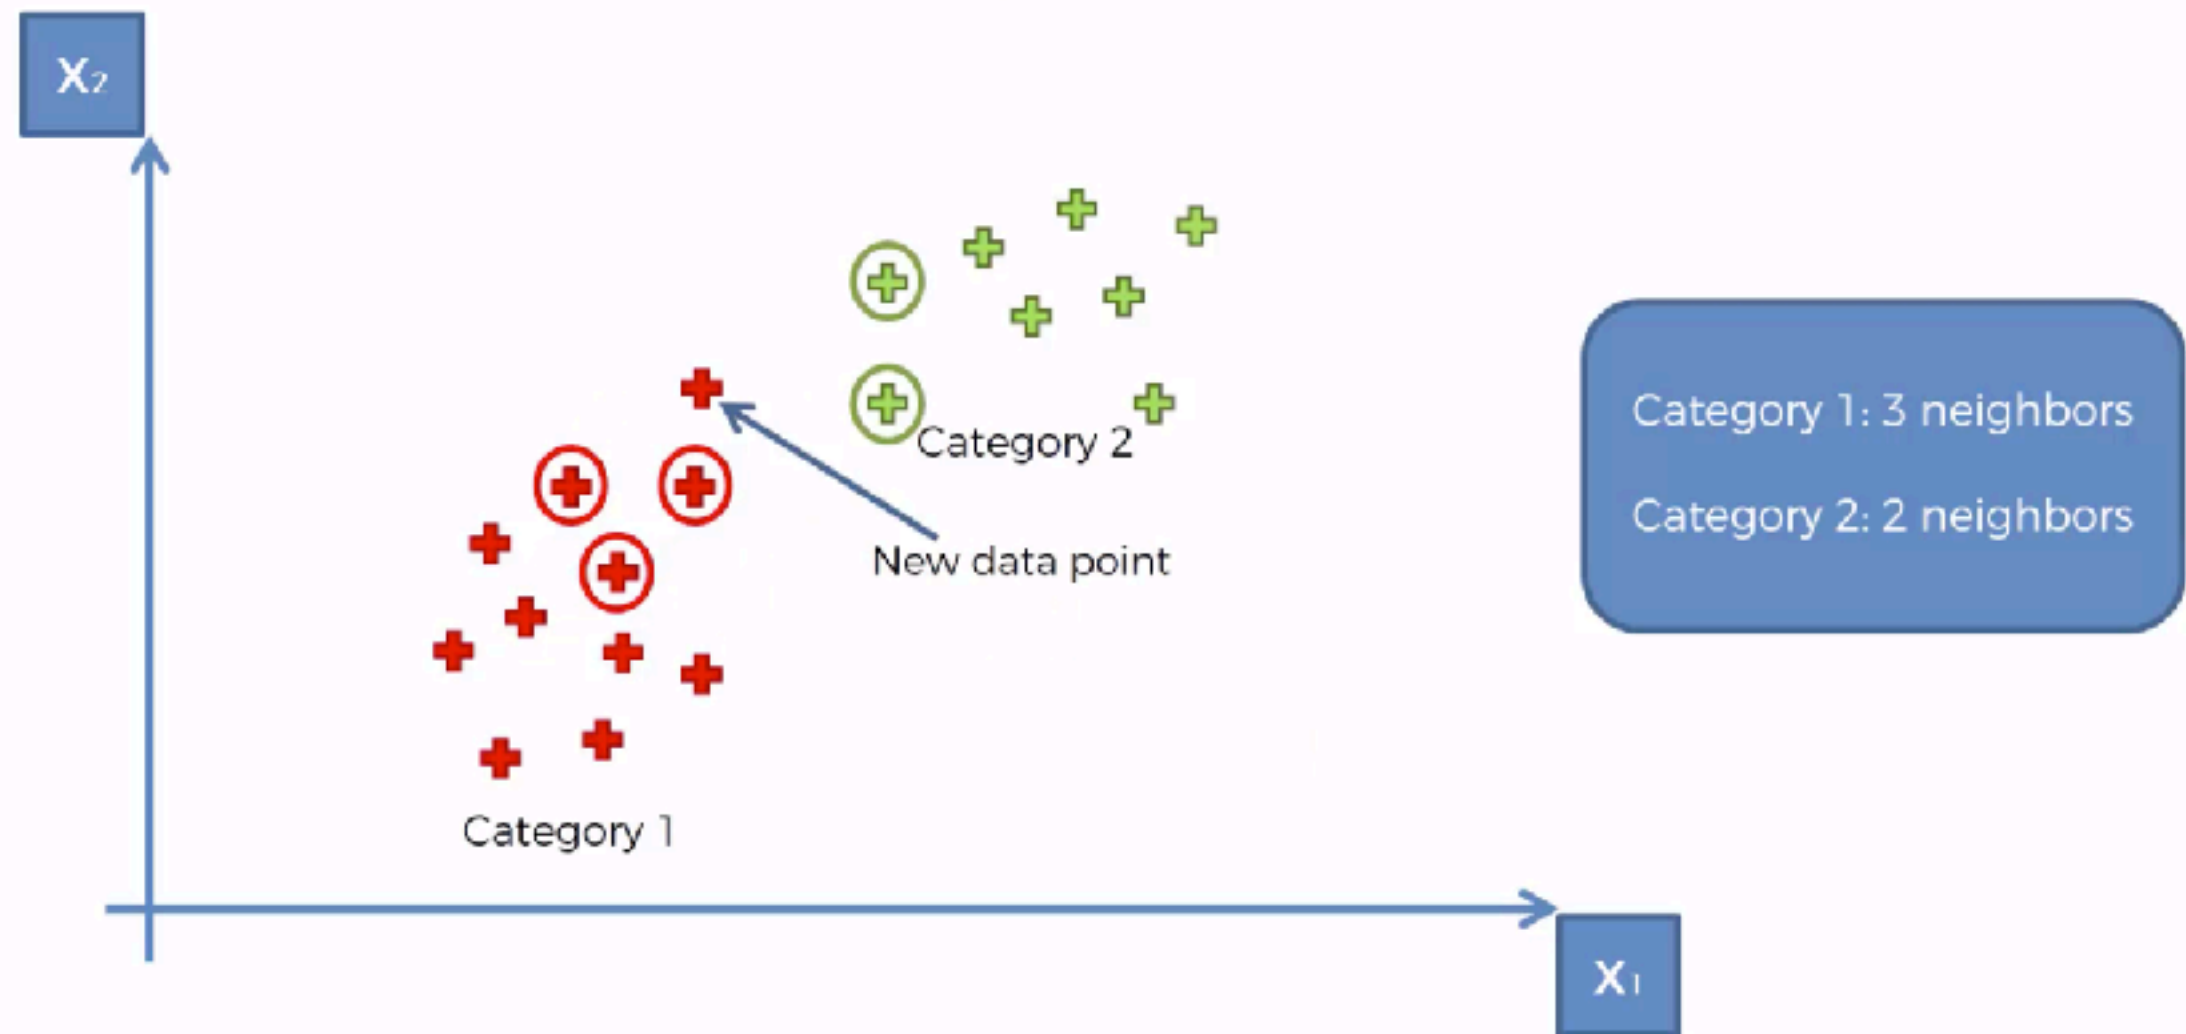 X2
Category 2
Category 1: 3 neighbors
Category 2: 2 neighbors
New data point
Category 1
X1